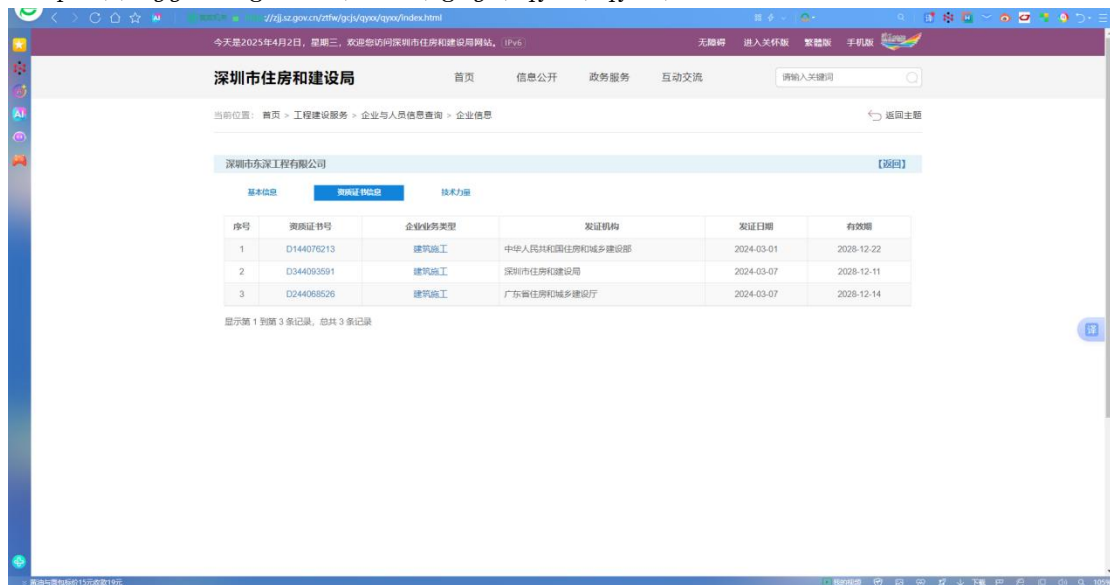 ://zjj.sz.gov.cn/ztfw/gcjs/qyxx/qyxx/index.html
今天是2025年4月2日，星期三，欢迎您访问深圳市住房和建设局网站。 IPv6 无障碍 进入关怀版 繁體版 手机版
深圳市住房和建设局 首页 信息公开 政务服务 互动交流 请输入关键词
当前位置： 首页 > 工程建设服务 > 企业与人员信息查询 > 企业信息 返回主题
深圳市东深工程有限公司 【返回】
基本信息 资质证书信息 技术力量
序号 资质证书号 企业业务类型 发证机构 发证日期 有效期
1 D144076213 建筑施工 中华人民共和国住房和城乡建设部 2024-03-01 2028-12-22
2 D344093591 建筑施工 深圳市住房和建设局 2024-03-07 2028-12-11
3 D244068526 建筑施工 广东省住房和城乡建设厅 2024-03-07 2028-12-14
显示第 1 到第 3 条记录，总共 3 条记录
译
我的视频 下载 105%